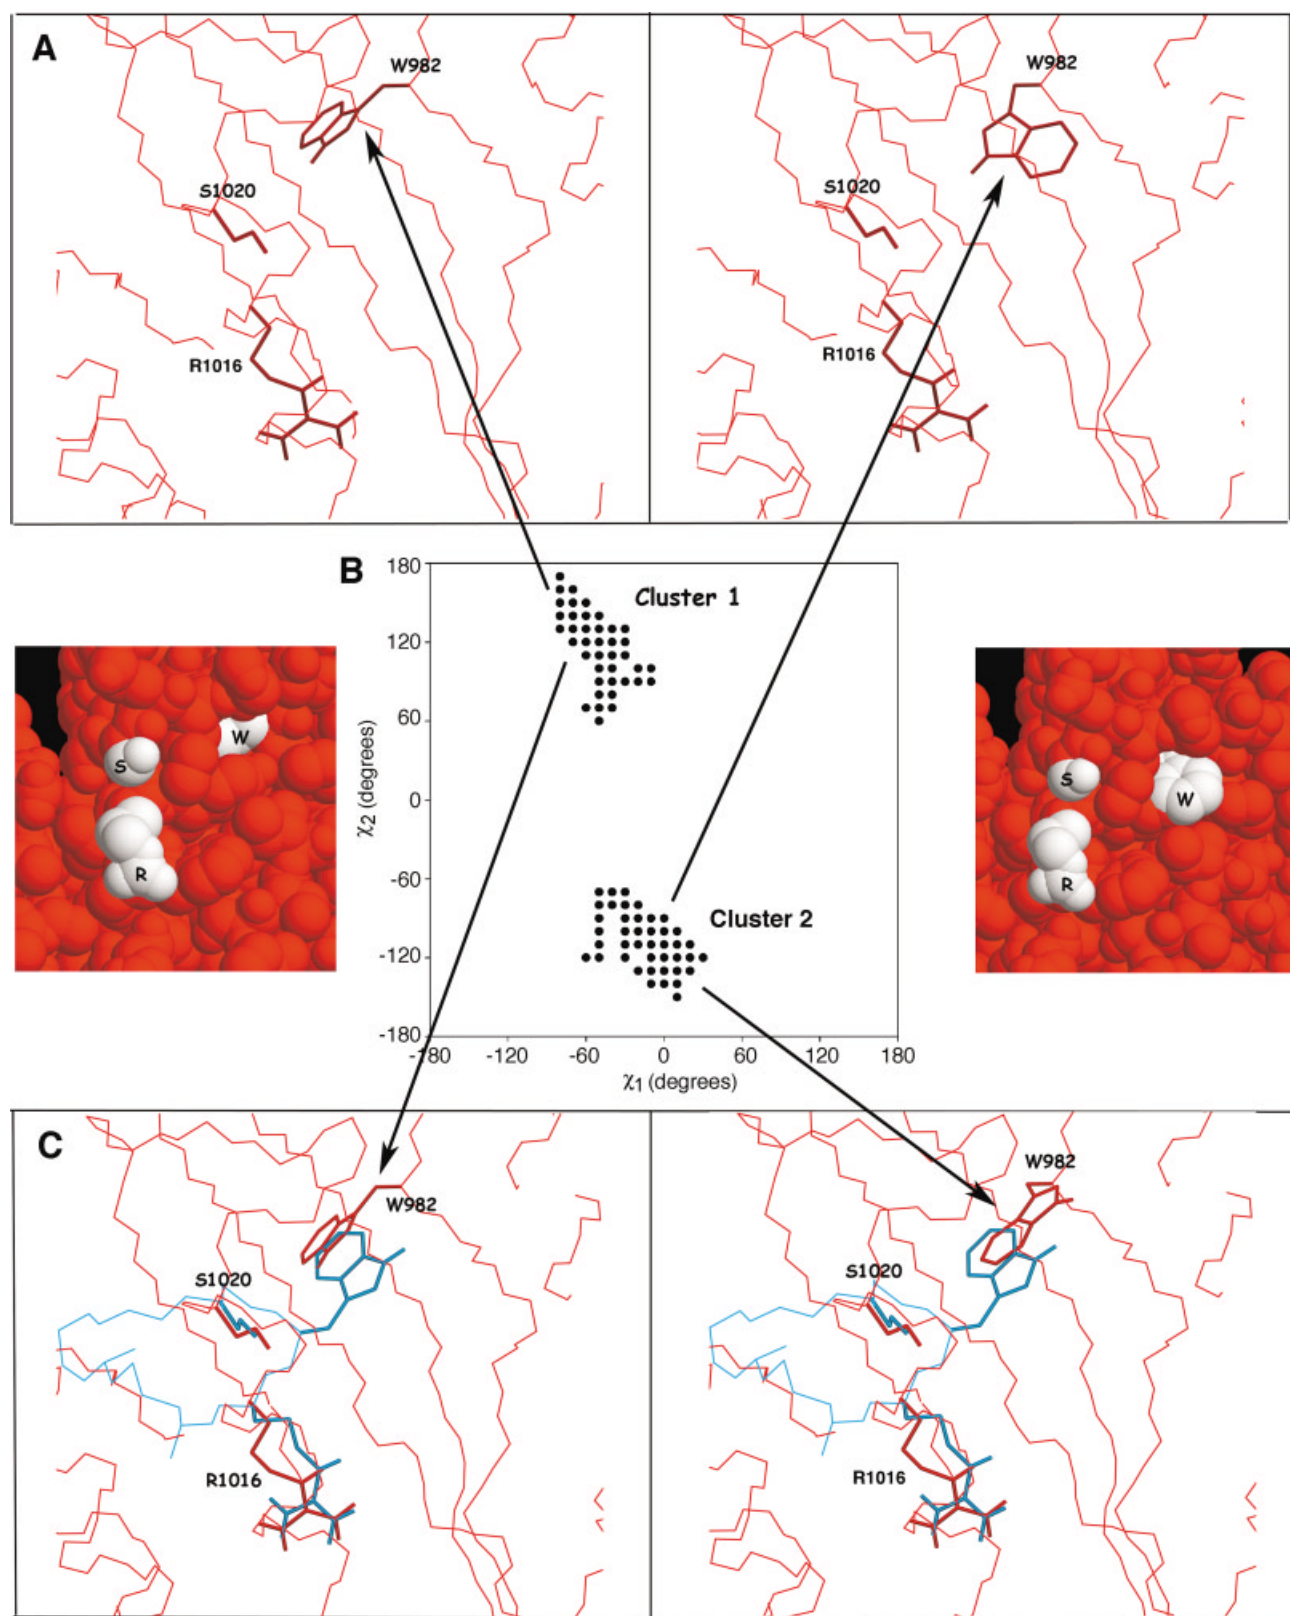 A
W982
W982
S1020
S1020
R1016
R1016
B
180
Cluster 1
120
60
W
S
S
W
0
χ2 (degrees)
R
R
-60
Cluster 2
-120
-180
-180 -120 -60 0 60 120 180
χ1 (degrees)
C
W982
W982
S1020
S1020
R1016
R1016